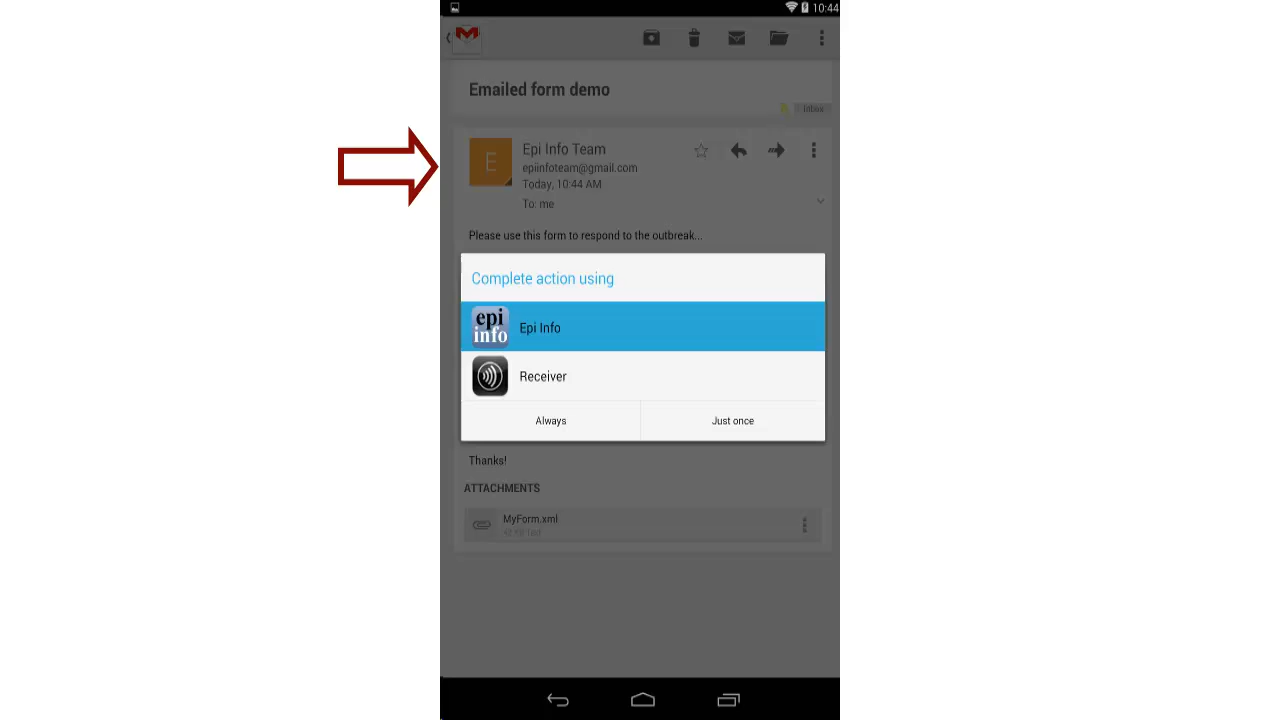 10:44
Emailed form demo
Inbox
E
Epi Info Team
epiinfoteam@gmail.com
Today, 10:44 AM
To: me
Please use this form to respond to the outbreak...
Complete action using
epi
info
Epi Info
Receiver
Always
Just once
Thanks!
ATTACHMENTS
MyForm.xml